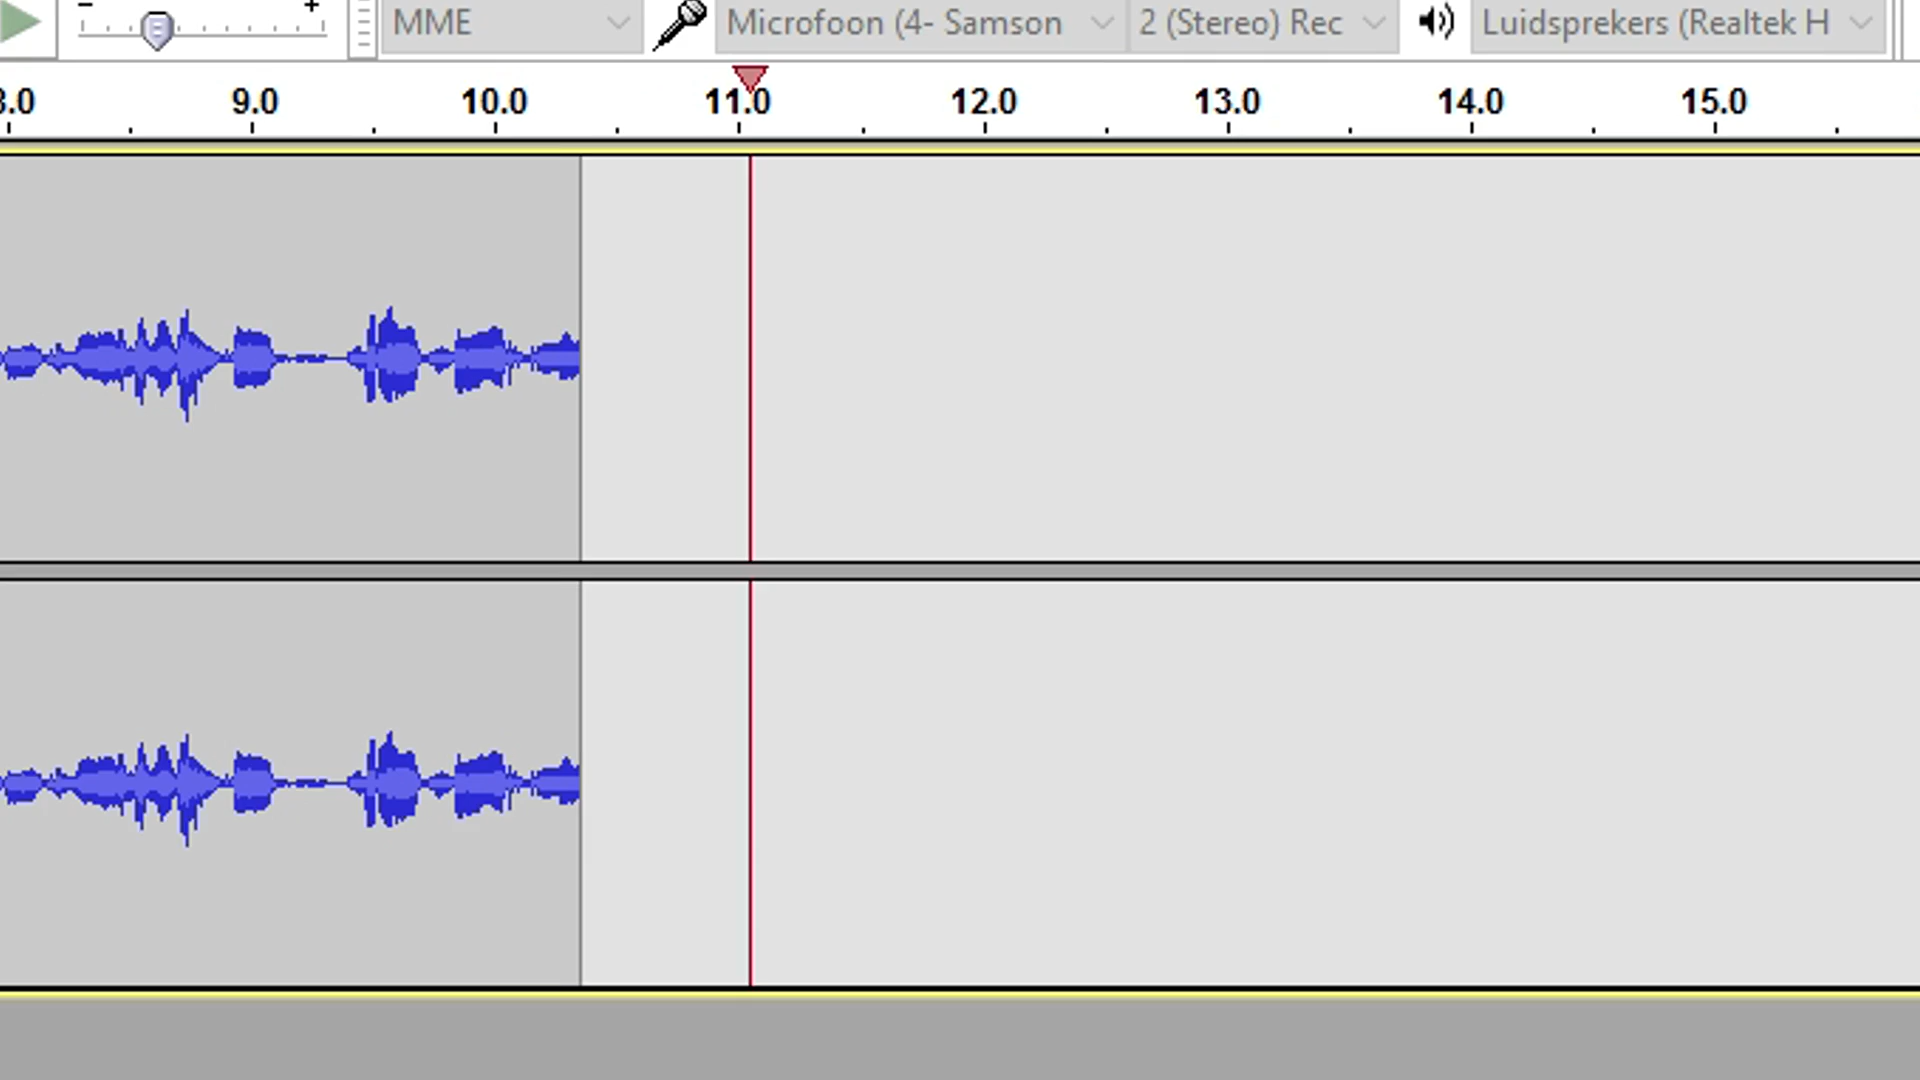 - +
MME Microfoon (4- Samson 2 (Stereo) Rec Luidsprekers (Realtek H
8.0 9.0 10.0 11.0 12.0 13.0 14.0 15.0